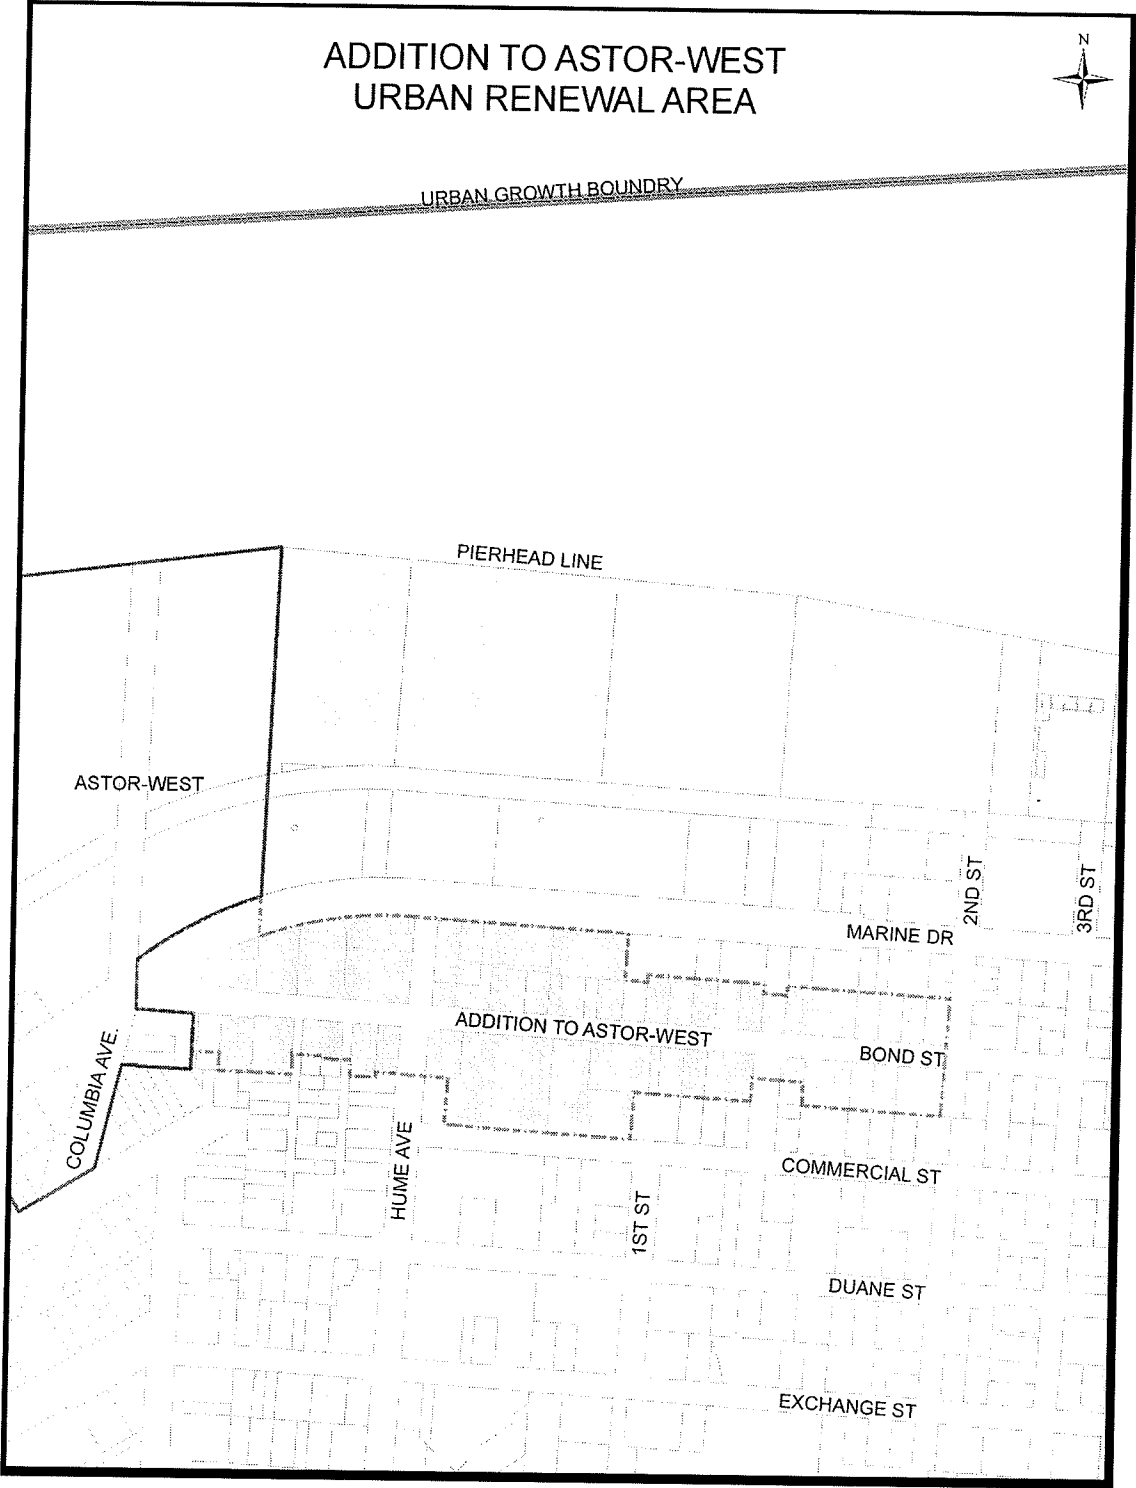 ADDITION TO ASTOR-WEST
URBAN RENEWAL AREA
N
URBAN GROWTH BOUNDRY
PIERHEAD LINE
ASTOR-WEST
2ND ST
3RD ST
MARINE DR
ADDITION TO ASTOR-WEST
BOND ST
COLUMBIA AVE.
HUME AVE
COMMERCIAL ST
1ST ST
DUANE ST
EXCHANGE ST